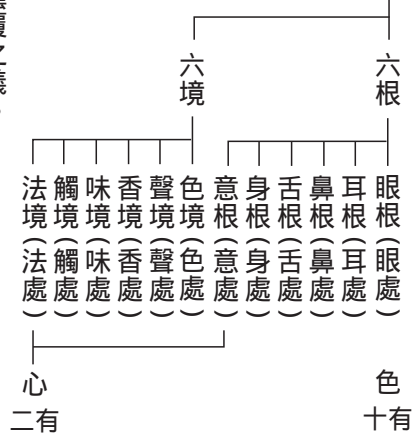 六根
六境
眼根(眼處)
耳根(耳處)
鼻根(鼻處)
舌根(舌處)
身根(身處)
意根(意處)
色境(色處)
聲境(聲處)
香境(香處)
味境(味處)
觸境(觸處)
法境(法處)
色
有十
心
有二
覆之義